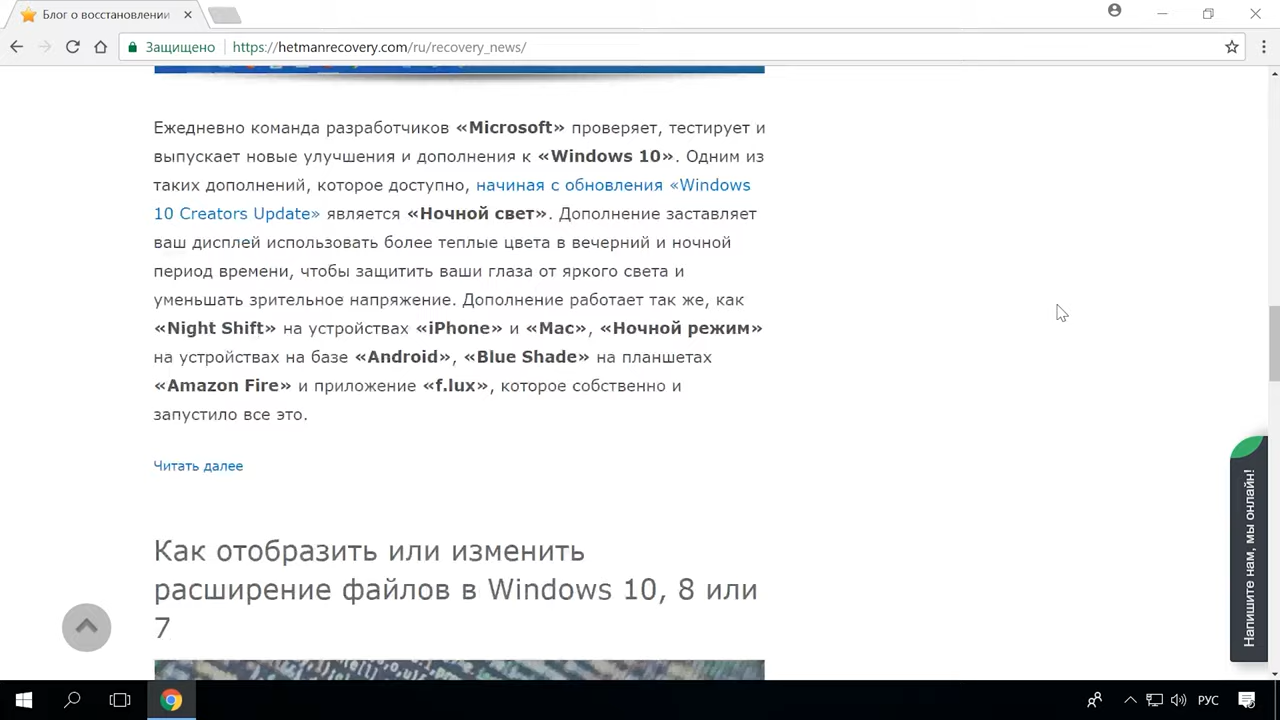 Блог о восстановлении
Защищено
https://hetmanrecovery.com/ru/recovery_news/
Ежедневно команда разработчиков «Microsoft» проверяет, тестирует и
выпускает новые улучшения и дополнения к «Windows 10». Одним из
таких дополнений, которое доступно, начиная с обновления «Windows
10 Creators Update» является «Ночной свет». Дополнение заставляет
ваш дисплей использовать более теплые цвета в вечерний и ночной
период времени, чтобы защитить ваши глаза от яркого света и
уменьшать зрительное напряжение. Дополнение работает так же, как
«Night Shift» на устройствах «iPhone» и «Mac», «Ночной режим»
на устройствах на базе «Android», «Blue Shade» на планшетах
«Amazon Fire» и приложение «f.lux», которое собственно и
запустило все это.
Читать далее
Как отобразить или изменить
расширение файлов в Windows 10, 8 или
7
Напишите нам, мы онлайн!
РУС